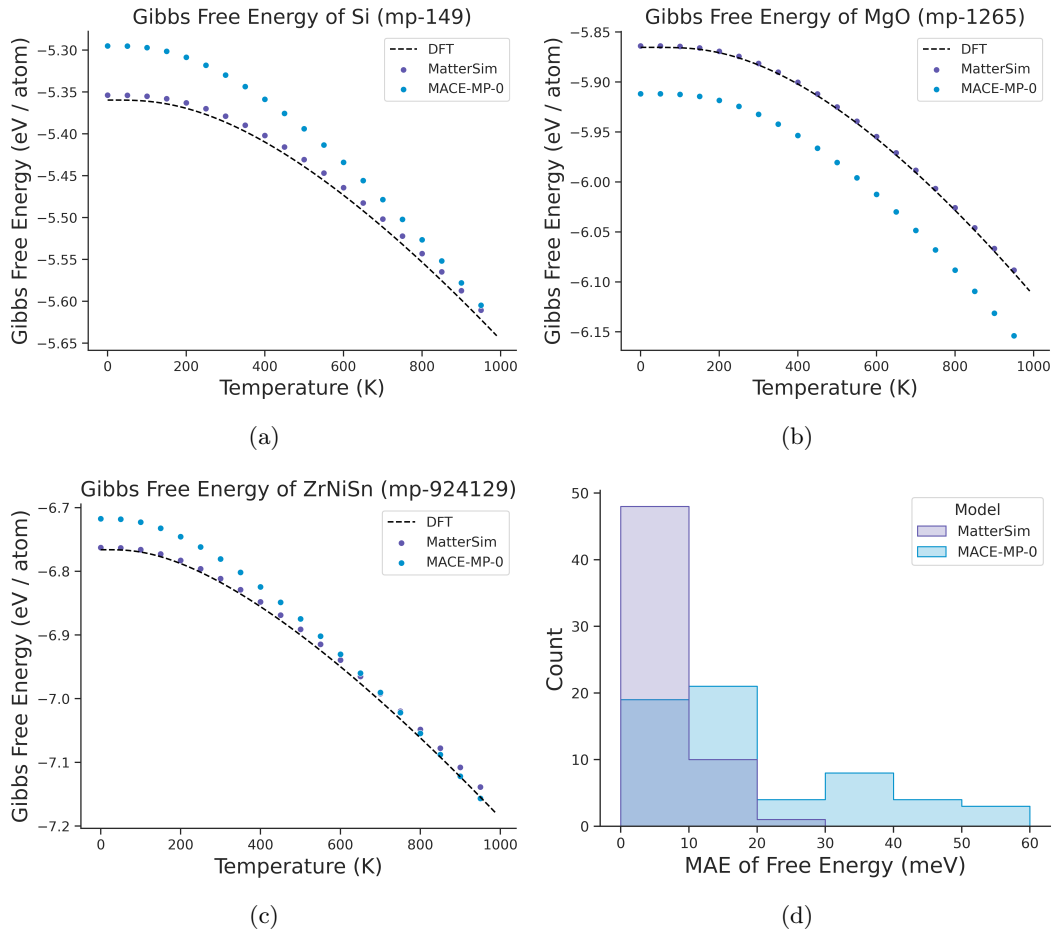 Gibbs Free Energy of Si (mp-149)
DFT
MatterSim
MACE-MP-0
Gibbs Free Energy (eV / atom)
−5.30
−5.35
−5.40
−5.45
−5.50
−5.55
−5.60
−5.65
0 200 400 600 800 1000
Temperature (K)
(a)
Gibbs Free Energy of MgO (mp-1265)
DFT
MatterSim
MACE-MP-0
Gibbs Free Energy (eV / atom)
−5.85
−5.90
−5.95
−6.00
−6.05
−6.10
−6.15
0 200 400 600 800 1000
Temperature (K)
(b)
Gibbs Free Energy of ZrNiSn (mp-924129)
DFT
MatterSim
MACE-MP-0
Gibbs Free Energy (eV / atom)
−6.7
−6.8
−6.9
−7.0
−7.1
−7.2
0 200 400 600 800 1000
Temperature (K)
(c)
Model
MatterSim
MACE-MP-0
Count
50
40
30
20
10
0
0 10 20 30 40 50 60
MAE of Free Energy (meV)
(d)